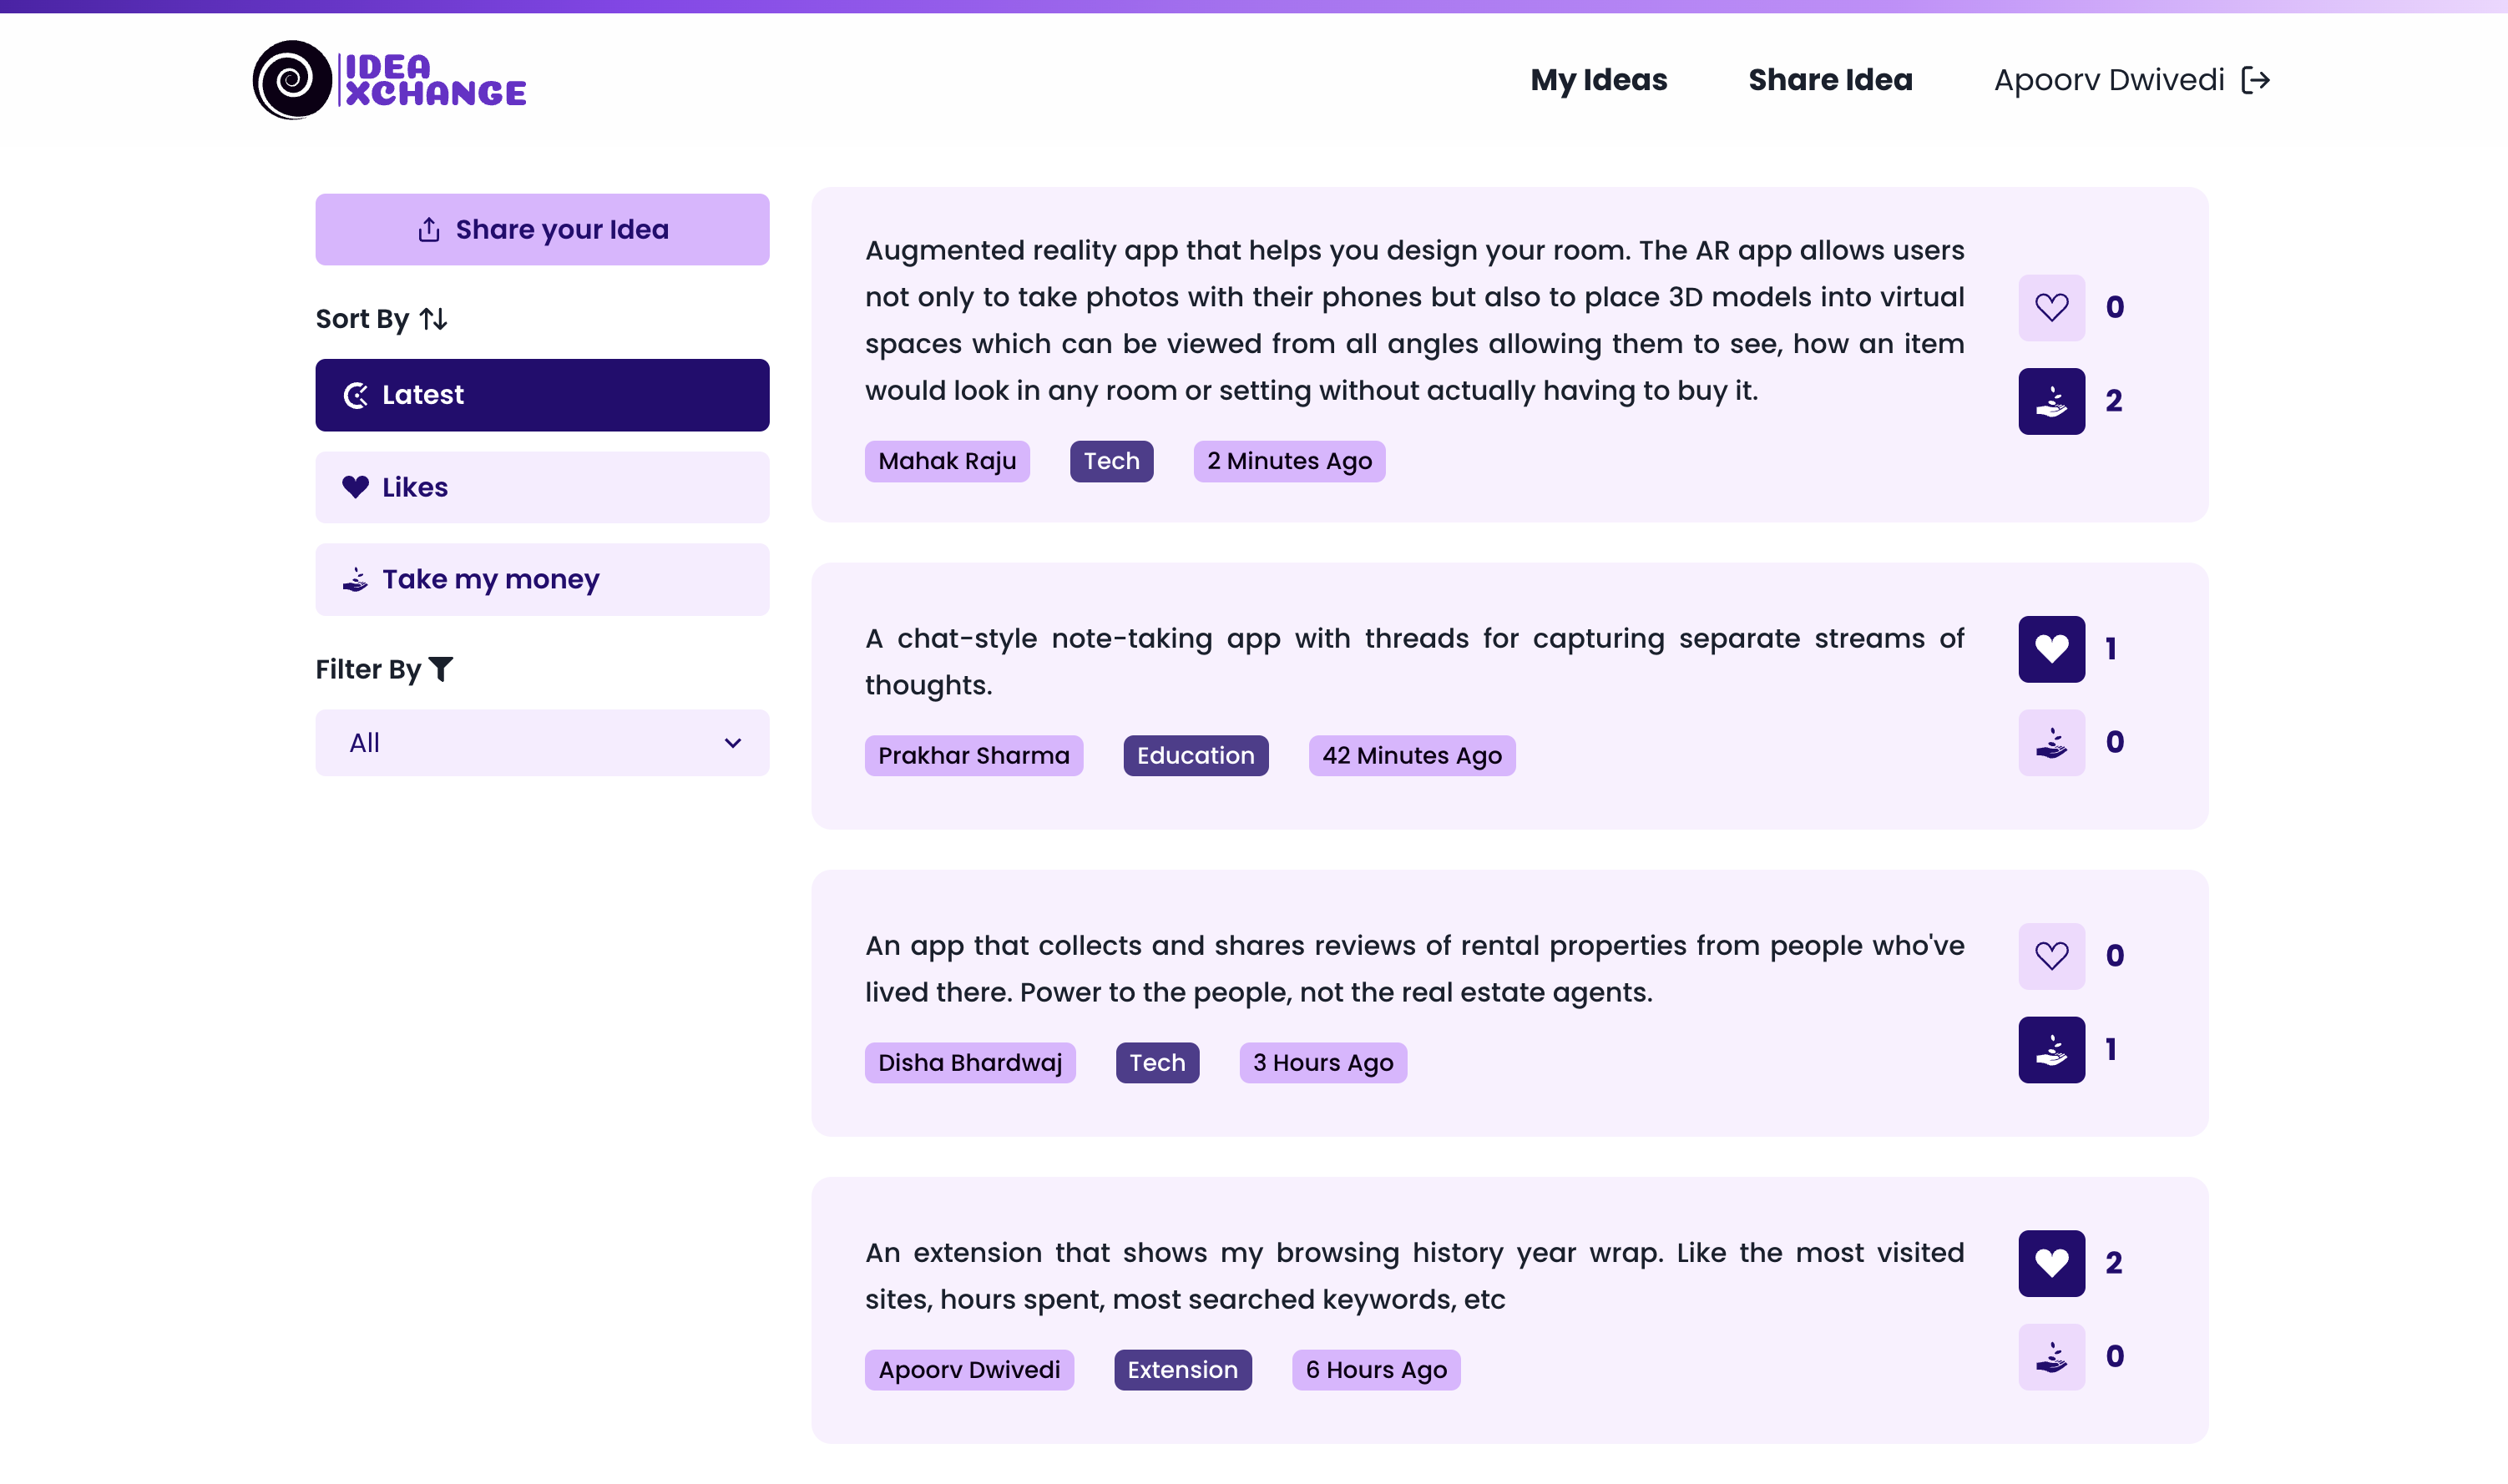 IDEA
XCHANGE
My Ideas
Share Idea
Apoorv Dwivedi
Share your Idea
Sort By
Latest
Likes
Take my money
Filter By
All
Augmented reality app that helps you design your room. The AR app allows users
not only to take photos with their phones but also to place 3D models into virtual
spaces which can be viewed from all angles allowing them to see, how an item
would look in any room or setting without actually having to buy it.
Mahak Raju
Tech
2 Minutes Ago
0
2
A chat-style note-taking app with threads for capturing separate streams of
thoughts.
Prakhar Sharma
Education
42 Minutes Ago
1
0
An app that collects and shares reviews of rental properties from people who've
lived there. Power to the people, not the real estate agents.
Disha Bhardwaj
Tech
3 Hours Ago
0
1
An extension that shows my browsing history year wrap. Like the most visited
sites, hours spent, most searched keywords, etc
Apoorv Dwivedi
Extension
6 Hours Ago
2
0